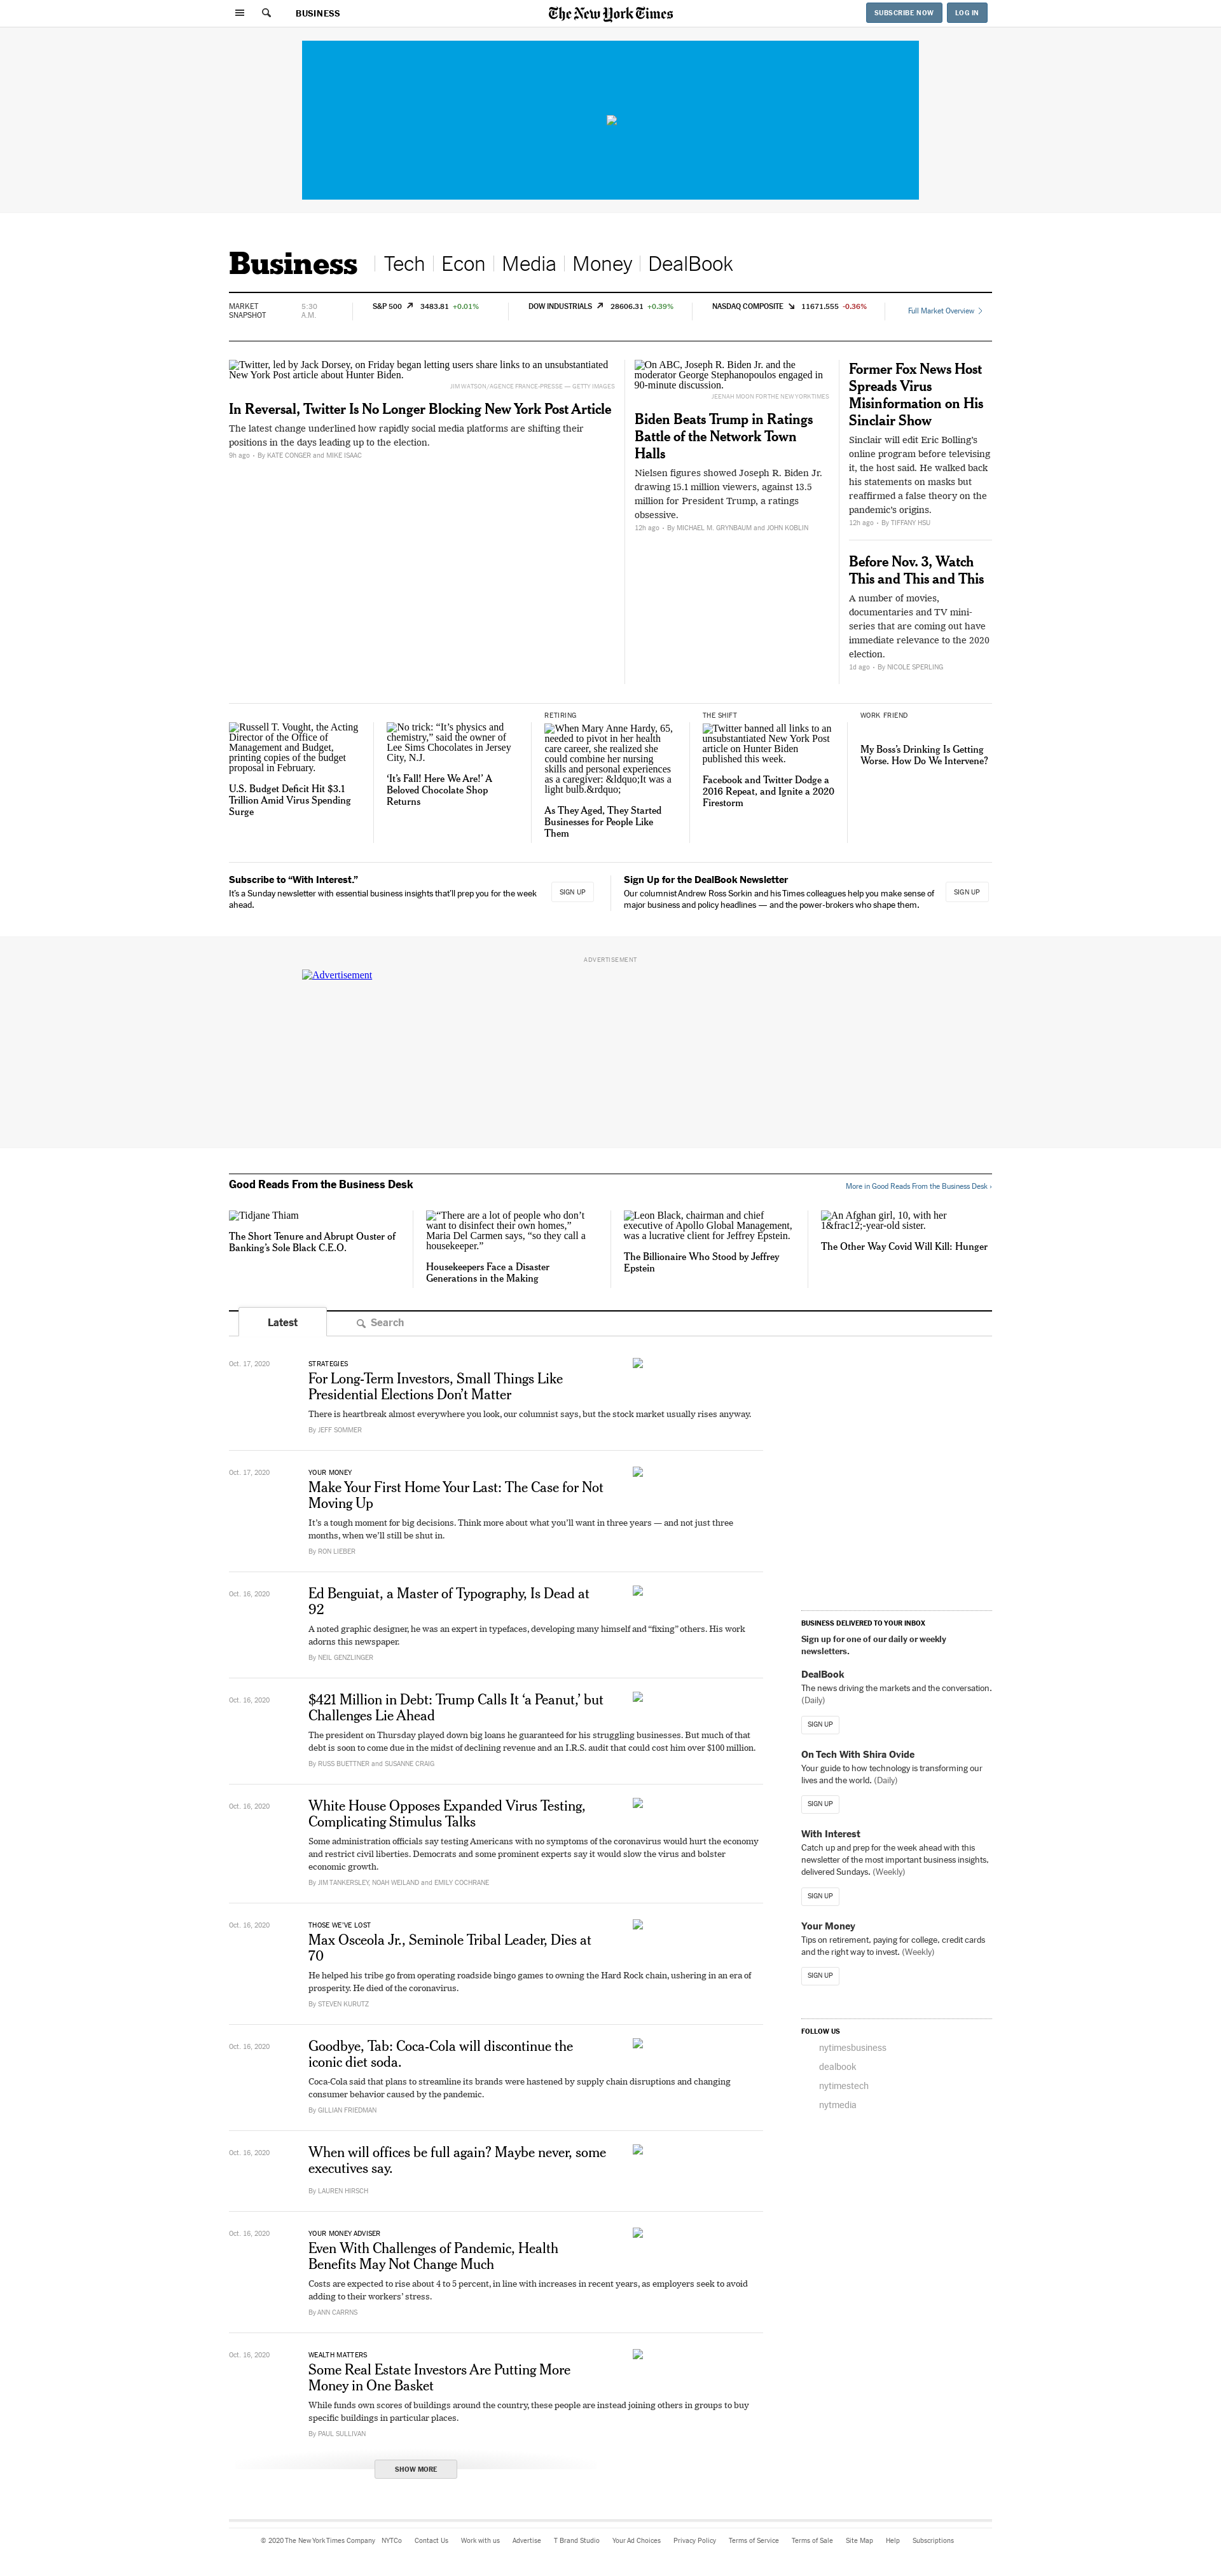 BUSINESS
The New York Times
SUBSCRIBE NOW
LOG IN
Business
Tech
Econ
Media
Money
DealBook
MARKET
SNAPSHOT
5:30
A.M.
S&P 500 3483.81 +0.01%
DOW INDUSTRIALS 28606.31 +0.39%
NASDAQ COMPOSITE 11671.555 -0.36%
Full Market Overview
Twitter, led by Jack Dorsey, on Friday began letting users share links to an unsubstantiated
New York Post article about Hunter Biden.
JIM WATSON/AGENCE FRANCE-PRESSE — GETTY IMAGES
In Reversal, Twitter Is No Longer Blocking New York Post Article
The latest change underlined how rapidly social media platforms are shifting their
positions in the days leading up to the election.
9h ago • By KATE CONGER and MIKE ISAAC
On ABC, Joseph R. Biden Jr. and the
moderator George Stephanopoulos engaged in
90-minute discussion.
JEENAH MOON FOR THE NEW YORK TIMES
Biden Beats Trump in Ratings
Battle of the Network Town
Halls
Nielsen figures showed Joseph R. Biden Jr.
drawing 15.1 million viewers, against 13.5
million for President Trump, a ratings
obsessive.
12h ago • By MICHAEL M. GRYNBAUM and JOHN KOBLIN
Former Fox News Host
Spreads Virus
Misinformation on His
Sinclair Show
Sinclair will edit Eric Bolling's
online program before televising
it, the host said. He walked back
his statements on masks but
reaffirmed a false theory on the
pandemic's origins.
12h ago • By TIFFANY HSU
Before Nov. 3, Watch
This and This and This
A number of movies,
documentaries and TV mini-
series that are coming out have
immediate relevance to the 2020
election.
1d ago • By NICOLE SPERLING
Russell T. Vought, the Acting
Director of the Office of
Management and Budget,
printing copies of the budget
proposal in February.
U.S. Budget Deficit Hit $3.1
Trillion Amid Virus Spending
Surge
No trick: “It’s physics and
chemistry,” said the owner of
Lee Sims Chocolates in Jersey
City, N.J.
‘It’s Fall! Here We Are!’ A
Beloved Chocolate Shop
Returns
RETIRING
When Mary Anne Hardy, 65,
needed to pivot in her health
care career, she realized she
could combine her nursing
skills and personal experiences
as a caregiver: &ldquo;It was a
light bulb.&rdquo;
As They Aged, They Started
Businesses for People Like
Them
THE SHIFT
Twitter banned all links to an
unsubstantiated New York Post
article on Hunter Biden
published this week.
Facebook and Twitter Dodge a
2016 Repeat, and Ignite a 2020
Firestorm
WORK FRIEND
My Boss’s Drinking Is Getting
Worse. How Do We Intervene?
Subscribe to “With Interest.”
It’s a Sunday newsletter with essential business insights that’ll prep you for the week
ahead.
SIGN UP
Sign Up for the DealBook Newsletter
Our columnist Andrew Ross Sorkin and his Times colleagues help you make sense of
major business and policy headlines — and the power-brokers who shape them.
SIGN UP
ADVERTISEMENT
Advertisement
Good Reads From the Business Desk
More in Good Reads From the Business Desk ›
Tidjane Thiam
The Short Tenure and Abrupt Ouster of
Banking’s Sole Black C.E.O.
“There are a lot of people who don’t
want to disinfect their own homes,”
Maria Del Carmen says, “so they call a
housekeeper.”
Housekeepers Face a Disaster
Generations in the Making
Leon Black, chairman and chief
executive of Apollo Global Management,
was a lucrative client for Jeffrey Epstein.
The Billionaire Who Stood by Jeffrey
Epstein
An Afghan girl, 10, with her
1&frac12;-year-old sister.
The Other Way Covid Will Kill: Hunger
Latest
Search
Oct. 17, 2020
STRATEGIES
For Long-Term Investors, Small Things Like
Presidential Elections Don’t Matter
There is heartbreak almost everywhere you look, our columnist says, but the stock market usually rises anyway.
By JEFF SOMMER
Oct. 17, 2020
YOUR MONEY
Make Your First Home Your Last: The Case for Not
Moving Up
It’s a tough moment for big decisions. Think more about what you’ll want in three years — and not just three
months, when we’ll still be shut in.
By RON LIEBER
Oct. 16, 2020
Ed Benguiat, a Master of Typography, Is Dead at
92
A noted graphic designer, he was an expert in typefaces, developing many himself and “fixing” others. His work
adorns this newspaper.
By NEIL GENZLINGER
Oct. 16, 2020
$421 Million in Debt: Trump Calls It ‘a Peanut,’ but
Challenges Lie Ahead
The president on Thursday played down big loans he guaranteed for his struggling businesses. But much of that
debt is soon to come due in the midst of declining revenue and an I.R.S. audit that could cost him over $100 million.
By RUSS BUETTNER and SUSANNE CRAIG
Oct. 16, 2020
White House Opposes Expanded Virus Testing,
Complicating Stimulus Talks
Some administration officials say testing Americans with no symptoms of the coronavirus would hurt the economy
and restrict civil liberties. Democrats and some prominent experts say it would slow the virus and bolster
economic growth.
By JIM TANKERSLEY, NOAH WEILAND and EMILY COCHRANE
Oct. 16, 2020
THOSE WE’VE LOST
Max Osceola Jr., Seminole Tribal Leader, Dies at
70
He helped his tribe go from operating roadside bingo games to owning the Hard Rock chain, ushering in an era of
prosperity. He died of the coronavirus.
By STEVEN KURUTZ
Oct. 16, 2020
Goodbye, Tab: Coca-Cola will discontinue the
iconic diet soda.
Coca-Cola said that plans to streamline its brands were hastened by supply chain disruptions and changing
consumer behavior caused by the pandemic.
By GILLIAN FRIEDMAN
Oct. 16, 2020
When will offices be full again? Maybe never, some
executives say.
By LAUREN HIRSCH
Oct. 16, 2020
YOUR MONEY ADVISER
Even With Challenges of Pandemic, Health
Benefits May Not Change Much
Costs are expected to rise about 4 to 5 percent, in line with increases in recent years, as employers seek to avoid
adding to their workers’ stress.
By ANN CARRNS
Oct. 16, 2020
WEALTH MATTERS
Some Real Estate Investors Are Putting More
Money in One Basket
While funds own scores of buildings around the country, these people are instead joining others in groups to buy
specific buildings in particular places.
By PAUL SULLIVAN
SHOW MORE
BUSINESS DELIVERED TO YOUR INBOX
Sign up for one of our daily or weekly
newsletters.
DealBook
The news driving the markets and the conversation.
(Daily)
SIGN UP
On Tech With Shira Ovide
Your guide to how technology is transforming our
lives and the world. (Daily)
SIGN UP
With Interest
Catch up and prep for the week ahead with this
newsletter of the most important business insights,
delivered Sundays. (Weekly)
SIGN UP
Your Money
Tips on retirement, paying for college, credit cards
and the right way to invest. (Weekly)
SIGN UP
FOLLOW US
nytimesbusiness
dealbook
nytimestech
nytmedia
© 2020 The New York Times Company
NYTCo
Contact Us
Work with us
Advertise
T Brand Studio
Your Ad Choices
Privacy Policy
Terms of Service
Terms of Sale
Site Map
Help
Subscriptions